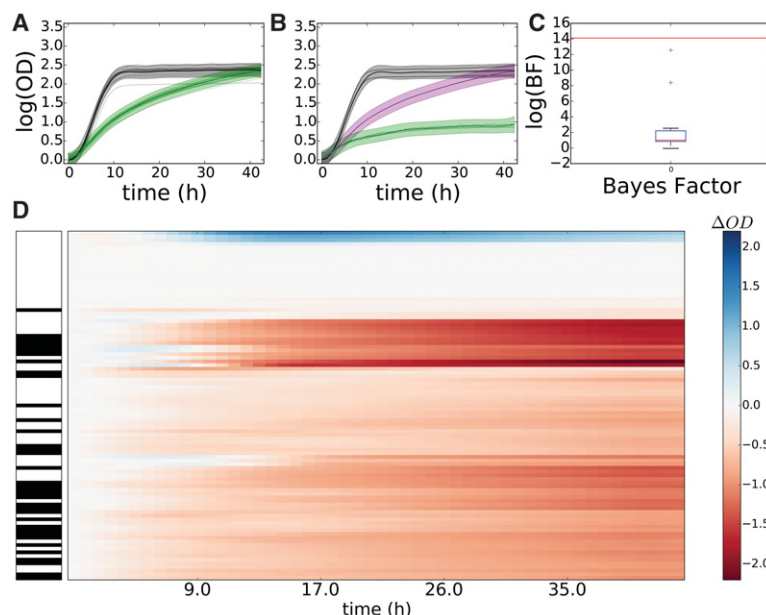 A
3.5
3.0
2.5
2.0
1.5
1.0
0.5
0.0
log(OD)
0 10 20 30 40
time (h)
B
3.5
3.0
2.5
2.0
1.5
1.0
0.5
0.0
0 10 20 30 40
time (h)
C
16
14
12
10
8
6
4
2
0
−2
log(BF)
0
Bayes Factor
D
9.0 17.0 26.0 35.0
time (h)
ΔOD
2.0
1.5
1.0
0.5
0.0
−0.5
−1.0
−1.5
−2.0